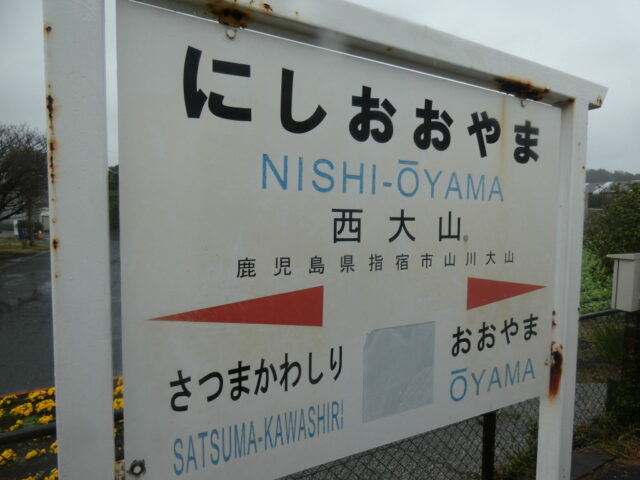 にしおおやま
NISHI-ŌYAMA
西大山
鹿児島県指宿市山川大山
さつまかわしり
SATSUMA-KAWASHIRI
おおやま
ŌYAMA